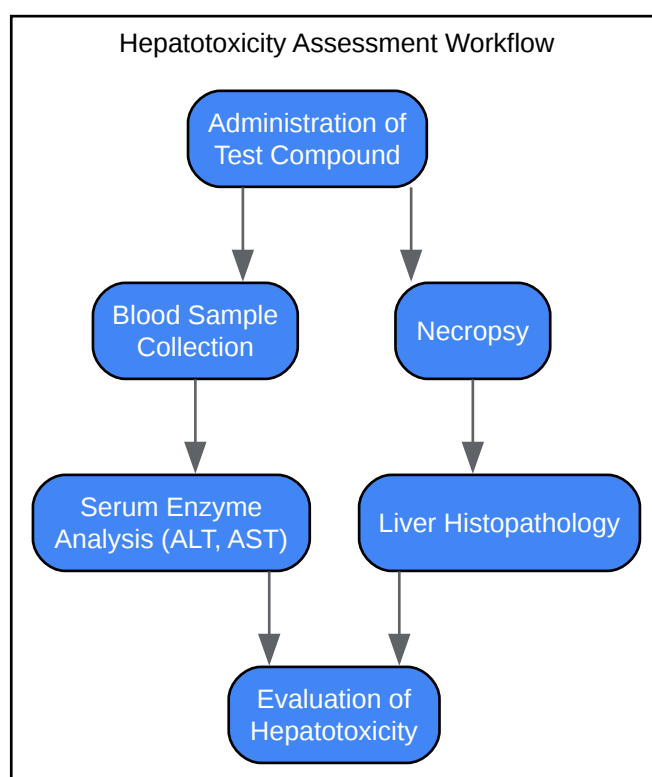 Hepatotoxicity Assessment Workflow
Administration of
Test Compound
Blood Sample
Collection
Necropsy
Serum Enzyme
Analysis (ALT, AST)
Liver Histopathology
Evaluation of
Hepatotoxicity